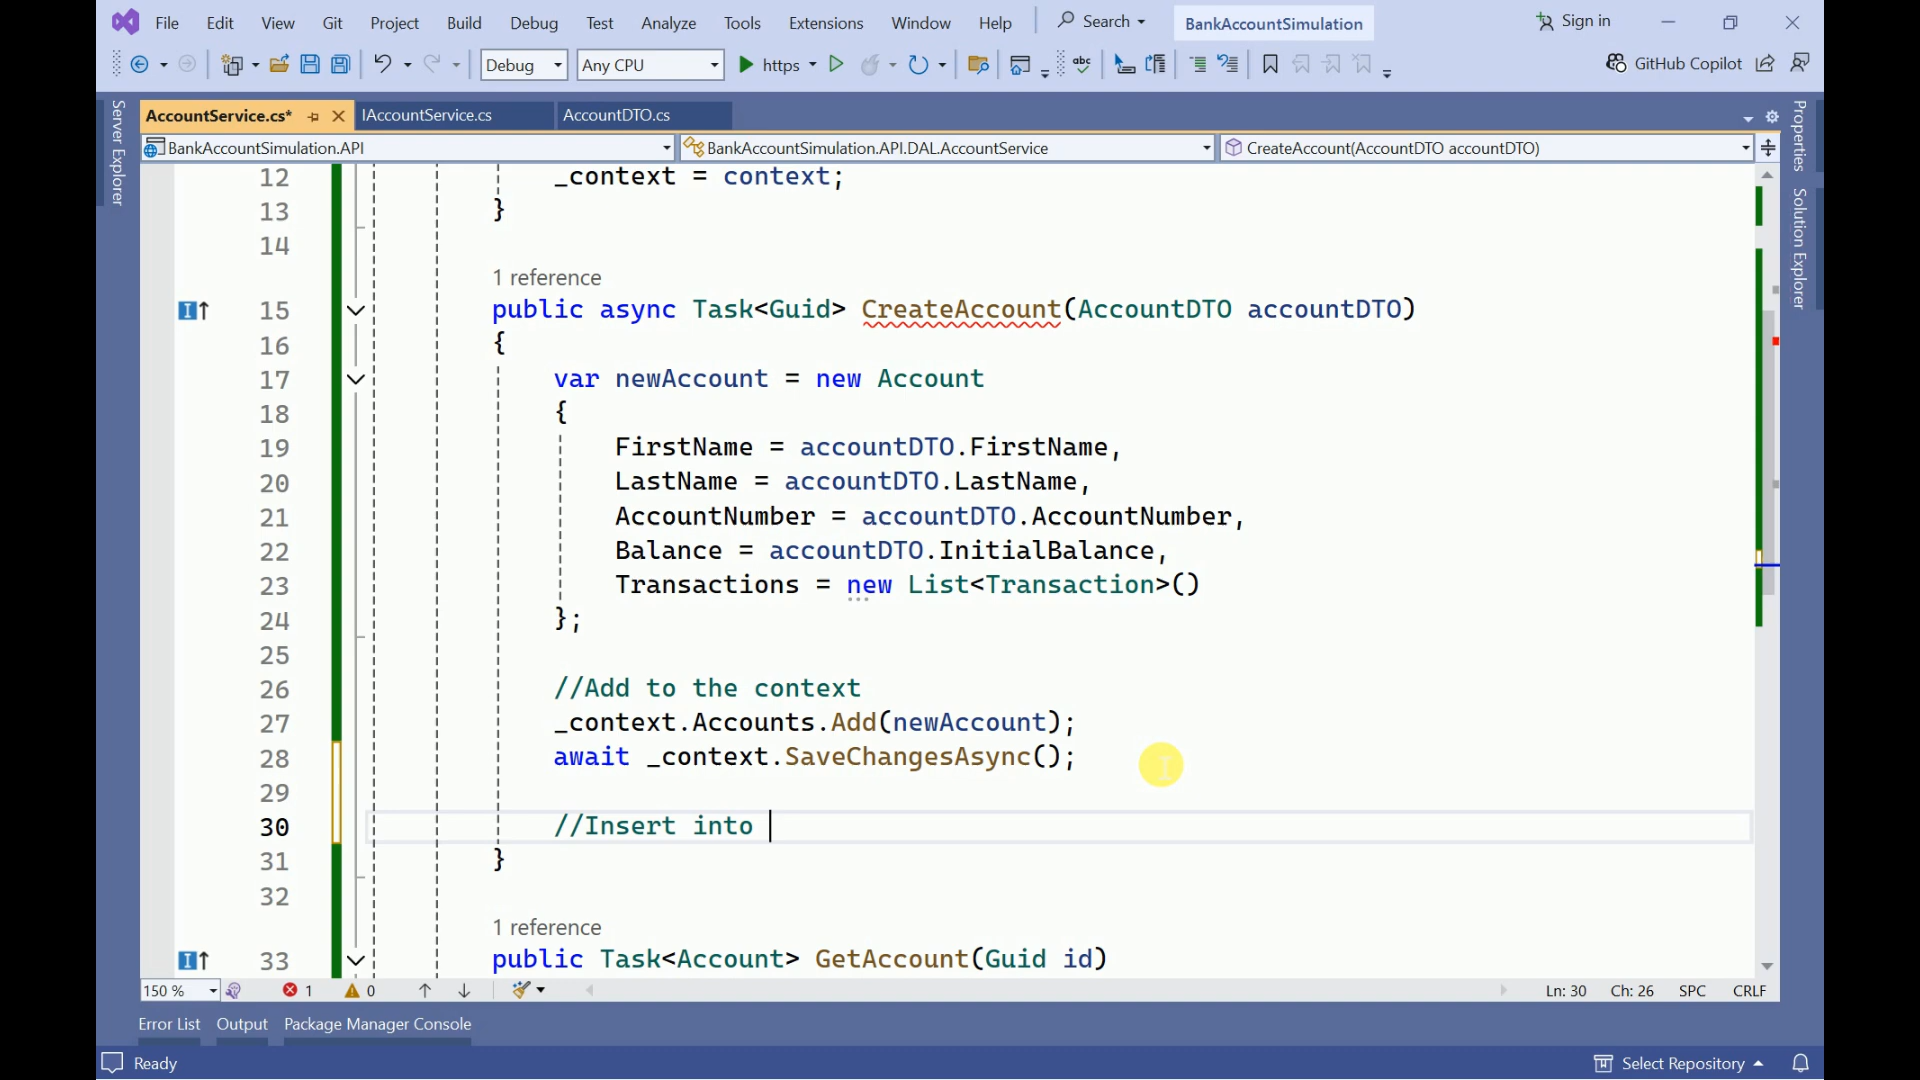 File Edit View Git Project Build Debug Test Analyze Tools Extensions Window Help Search BankAccountSimulation Sign in
Debug Any CPU https abc GitHub Copilot
AccountService.cs* IAccountService.cs AccountDTO.cs
BankAccountSimulation.API BankAccountSimulation.API.DAL.AccountService CreateAccount(AccountDTO accountDTO)
Server Explorer
Properties
Solution Explorer
12 _context = context;
13 }
14
1 reference
15 public async Task<Guid> CreateAccount(AccountDTO accountDTO)
16 {
17 var newAccount = new Account
18 {
19 FirstName = accountDTO.FirstName,
20 LastName = accountDTO.LastName,
21 AccountNumber = accountDTO.AccountNumber,
22 Balance = accountDTO.InitialBalance,
23 Transactions = new List<Transaction>()
24 };
25
26 //Add to the context
27 _context.Accounts.Add(newAccount);
28 await _context.SaveChangesAsync();
29
30 //Insert into
31 }
32
1 reference
33 public Task<Account> GetAccount(Guid id)
150 % 1 0 Ln: 30 Ch: 26 SPC CRLF
Error List Output Package Manager Console
Ready Select Repository